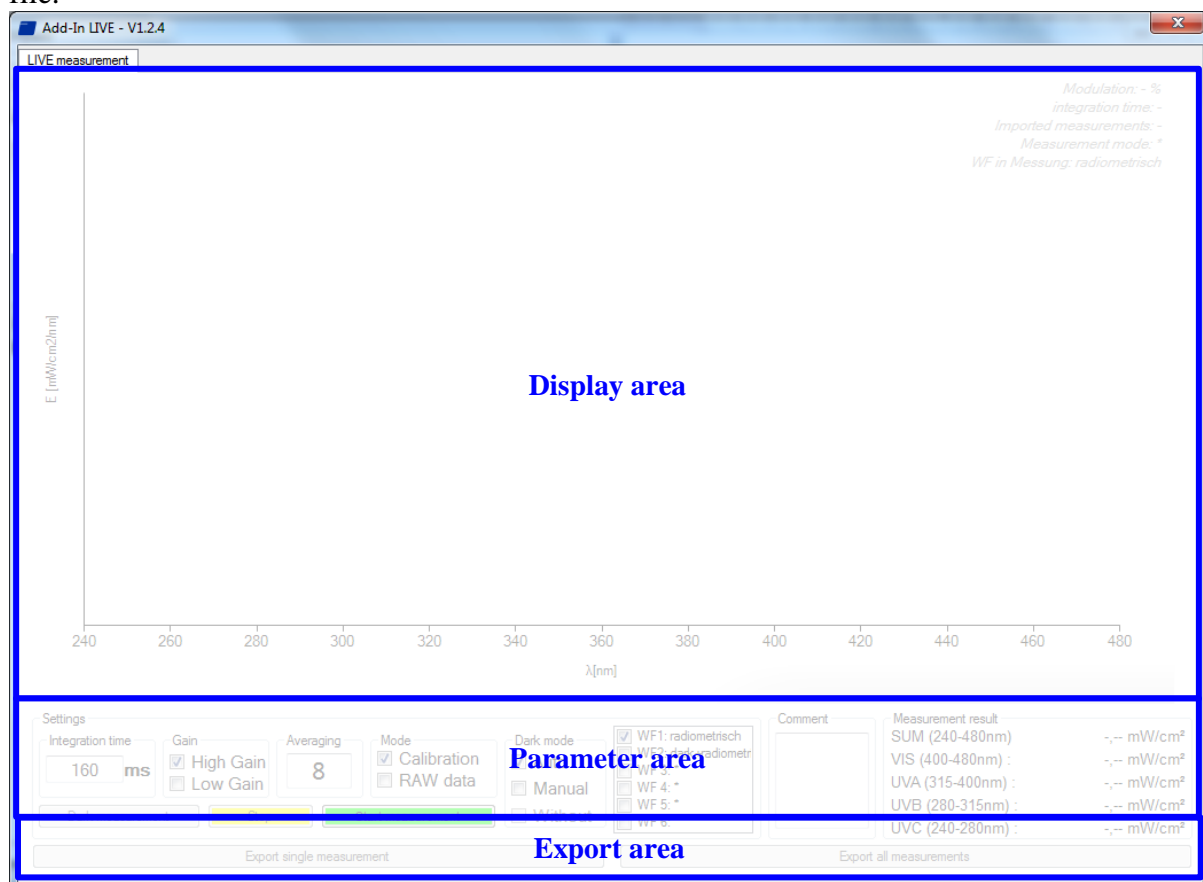 Add-In LIVE - V1.2.4
LIVE measurement
Modulation: - %
integration time: -
Imported measurements: -
Measurement mode: *
WF in Messung: radiometrisch
E [mW/cm2/nm]
Display area
240 260 280 300 320 340 360 380 400 420 440 460 480
λ[nm]
Settings
Integration time
160 ms
Gain
High Gain
Low Gain
Averaging
8
Mode
Calibration
RAW data
Dark mode
Manual
Without
WF1: radiometrisch
WF 4: *
WF 5: *
WF 6:
Parameter area
Comment
Measurement result
SUM (240-480nm) -,-- mW/cm²
VIS (400-480nm) : -,-- mW/cm²
UVA (315-400nm) : -,-- mW/cm²
UVB (280-315nm) : -,-- mW/cm²
UVC (240-280nm) : -,-- mW/cm²
Export single measurement
Export area
Export all measurements